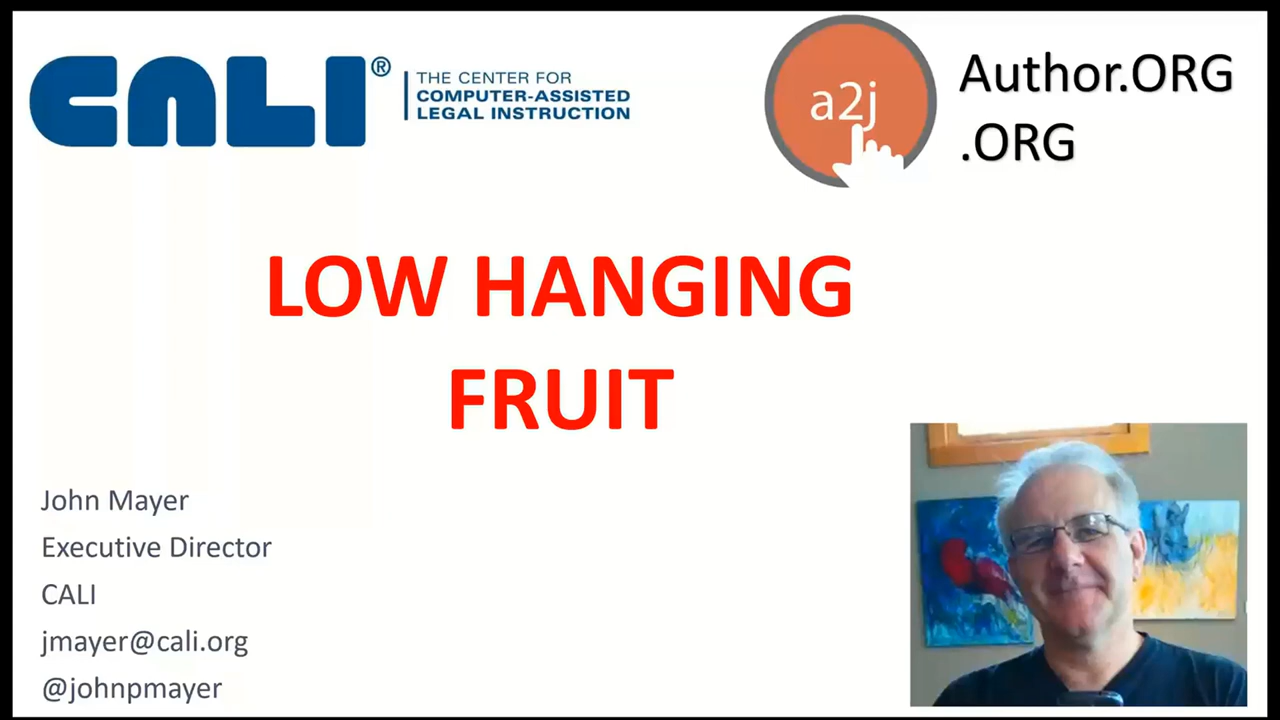 CALI®
THE CENTER FOR
COMPUTER-ASSISTED
LEGAL INSTRUCTION
a2j
Author.ORG
.ORG
LOW HANGING
FRUIT
John Mayer
Executive Director
CALI
jmayer@cali.org
@johnpmayer